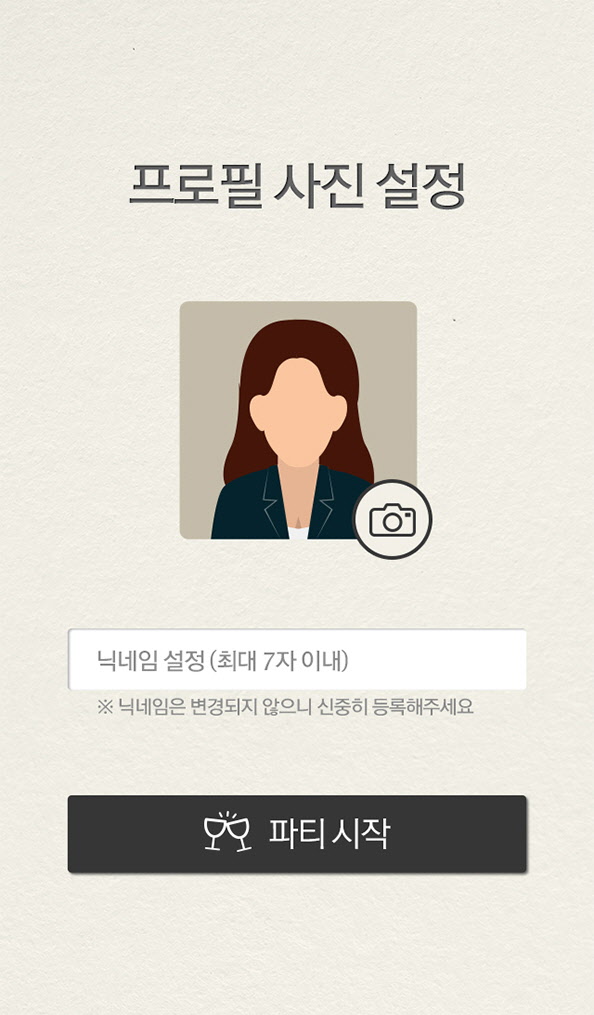 프로필 사진 설정
닉네임 설정 (최대 7자 이내)
※ 닉네임은 변경되지 않으니 신중히 등록해주세요
파티 시작